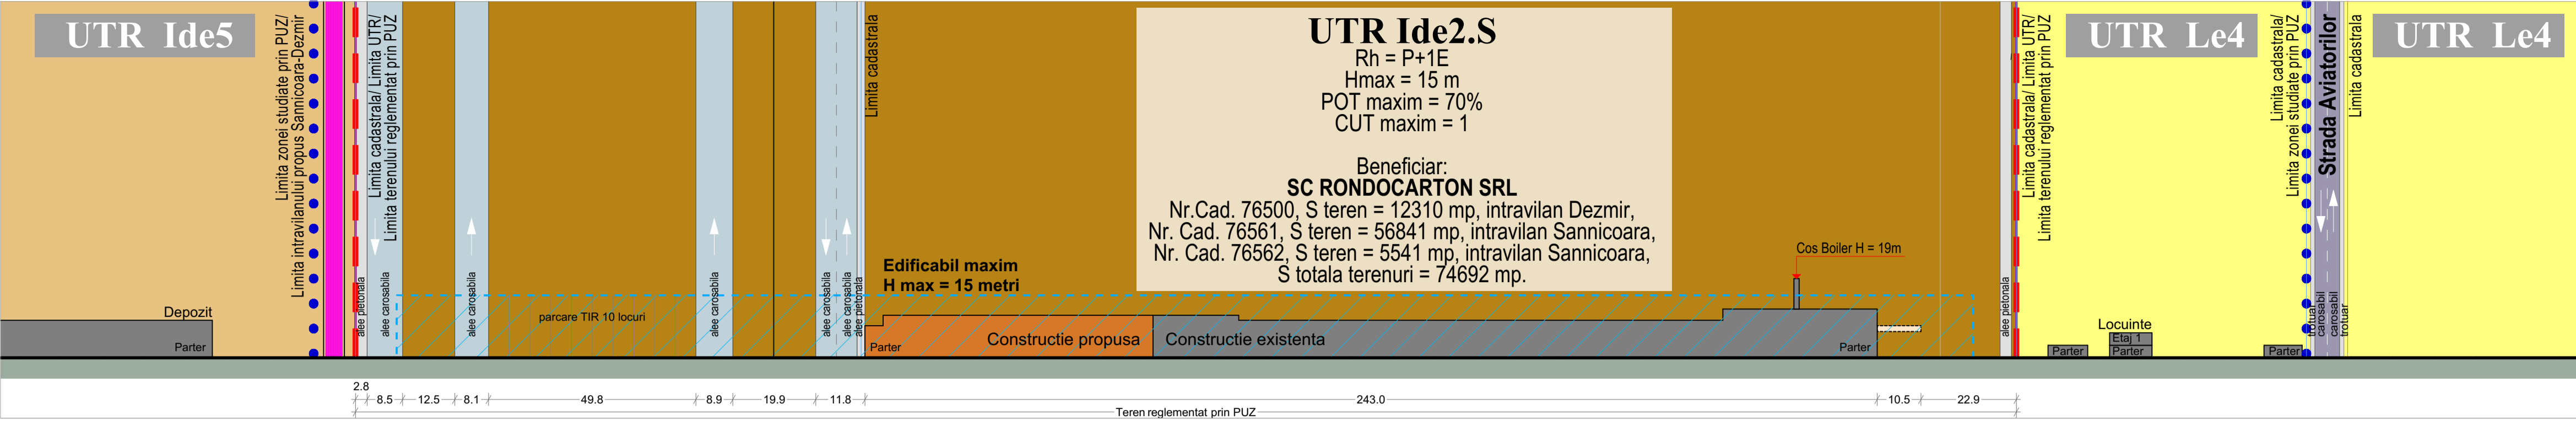 UTR Ide5
Limita zonei studiate prin PUZ/
Limita intravilanului propus Sannicoara-Dezmir
Limita cadastrala/ Limita UTR/
Limita terenului reglementat prin PUZ
Limita cadastrala
UTR Ide2.S
Rh = P+1E
Hmax = 15 m
POT maxim = 70%
CUT maxim = 1
Beneficiar:
SC RONDOCARTON SRL
Nr.Cad. 76500, S teren = 12310 mp, intravilan Dezmir,
Nr. Cad. 76561, S teren = 56841 mp, intravilan Sannicoara,
Nr. Cad. 76562, S teren = 5541 mp, intravilan Sannicoara,
S totala terenuri = 74692 mp.
Limita cadastrala/ Limita UTR/
Limita terenului reglementat prin PUZ
UTR Le4
Limita cadastrala/
Limita zonei studiate prin PUZ
Strada Aviatorilor
Limita cadastrala
UTR Le4
Depozit
Parter
alee pietonala
alee carosabila
alee carosabila
parcare TIR 10 locuri
alee carosabila
alee carosabila
alee carosabila
alee pietonala
Edificabil maxim
H max = 15 metri
Parter
Constructie propusa
Constructie existenta
Cos Boiler H = 19m
Parter
alee pietonala
Parter
Locuinte
Etaj 1
Parter
Parter
trotuar
carosabil
carosabil
trotuar
2.8
8.5
12.5
8.1
49.8
8.9
19.9
11.8
243.0
10.5
22.9
Teren reglementat prin PUZ